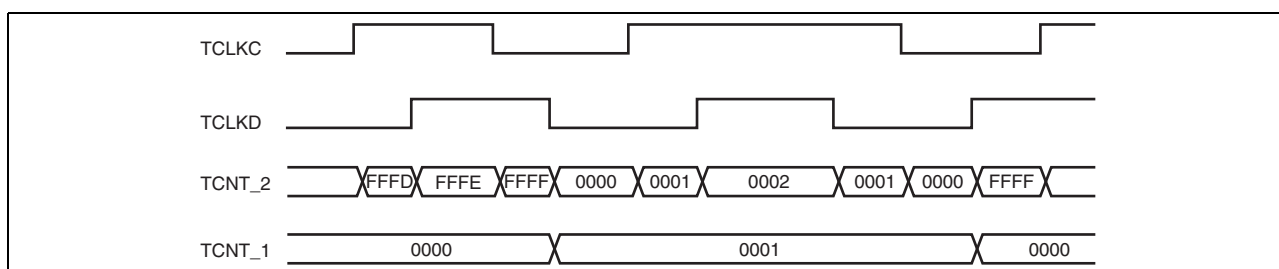 TCLKC
TCLKD
TCNT_2 FFFD FFFE FFFF 0000 0001 0002 0001 0000 FFFF
TCNT_1 0000 0001 0000